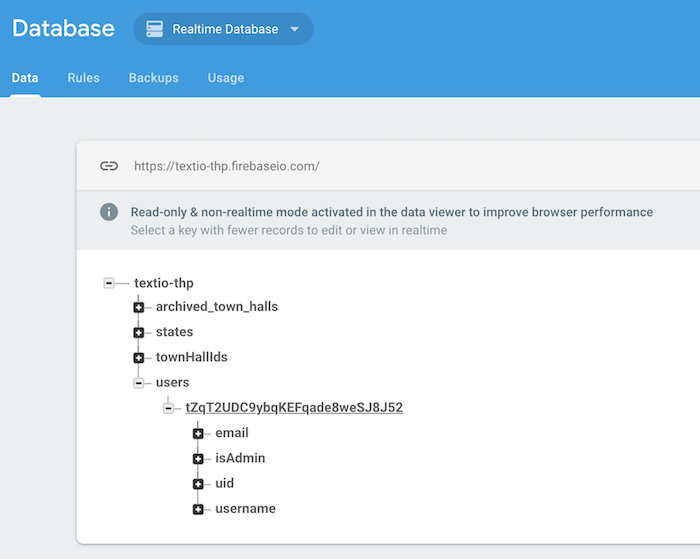 Database Realtime Database
Data Rules Backups Usage
https://textio-thp.firebaseio.com/
Read-only & non-realtime mode activated in the data viewer to improve browser performance
Select a key with fewer records to edit or view in realtime
textio-thp
archived_town_halls
states
townHallIds
users
tZqT2UDC9ybqKEFqade8weSJ8J52
email
isAdmin
uid
username